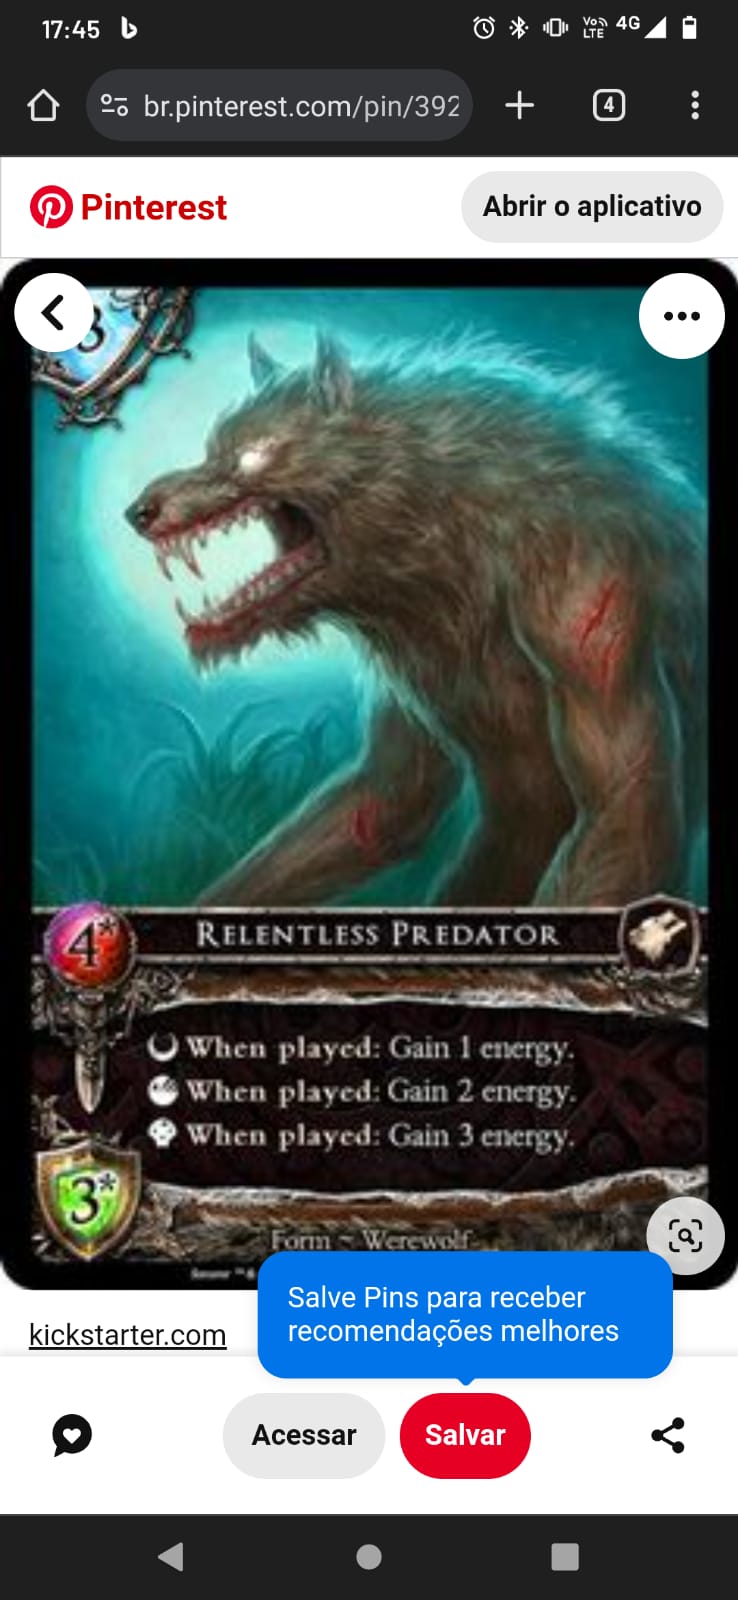 17:45
Vo)) LTE 4G
br.pinterest.com/pin/392
4
Pinterest
Abrir o aplicativo
3
4*
RELENTLESS PREDATOR
When played: Gain 1 energy.
When played: Gain 2 energy.
When played: Gain 3 energy.
3*
Form ~ Werewolf
Salve Pins para receber
recomendações melhores
kickstarter.com
Acessar
Salvar